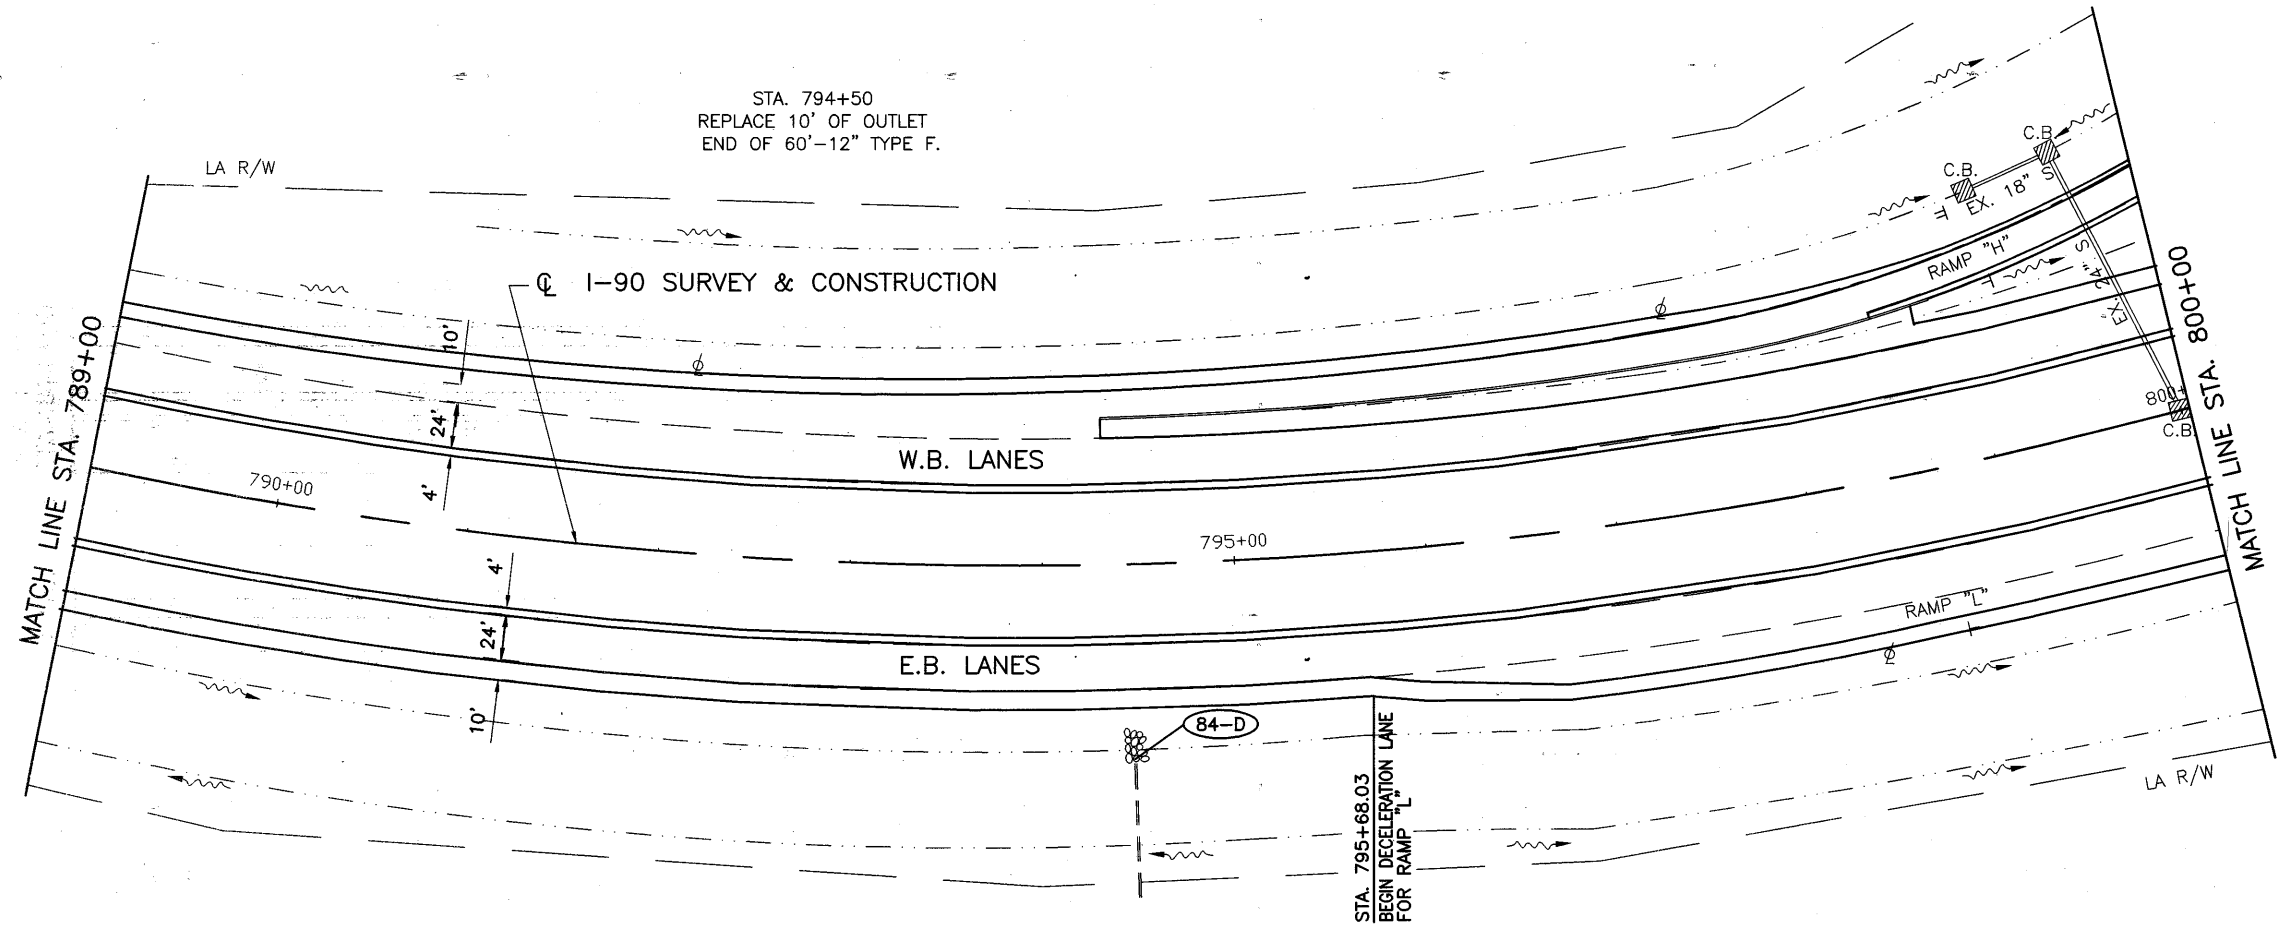 STA. 794+50
REPLACE 10' OF OUTLET
END OF 60'-12" TYPE F.
LA R/W
C.B.
C.B.
EX. 18" S
RAMP "H"
EX. 24" S
℄ I-90 SURVEY & CONSTRUCTION
10'
24'
4'
W.B. LANES
MATCH LINE STA. 789+00
790+00
795+00
800+
C.B.
MATCH LINE STA. 800+00
4'
24'
10'
E.B. LANES
RAMP "L"
84-D
STA. 795+68.03
BEGIN DECELERATION LANE
FOR RAMP "L"
LA R/W